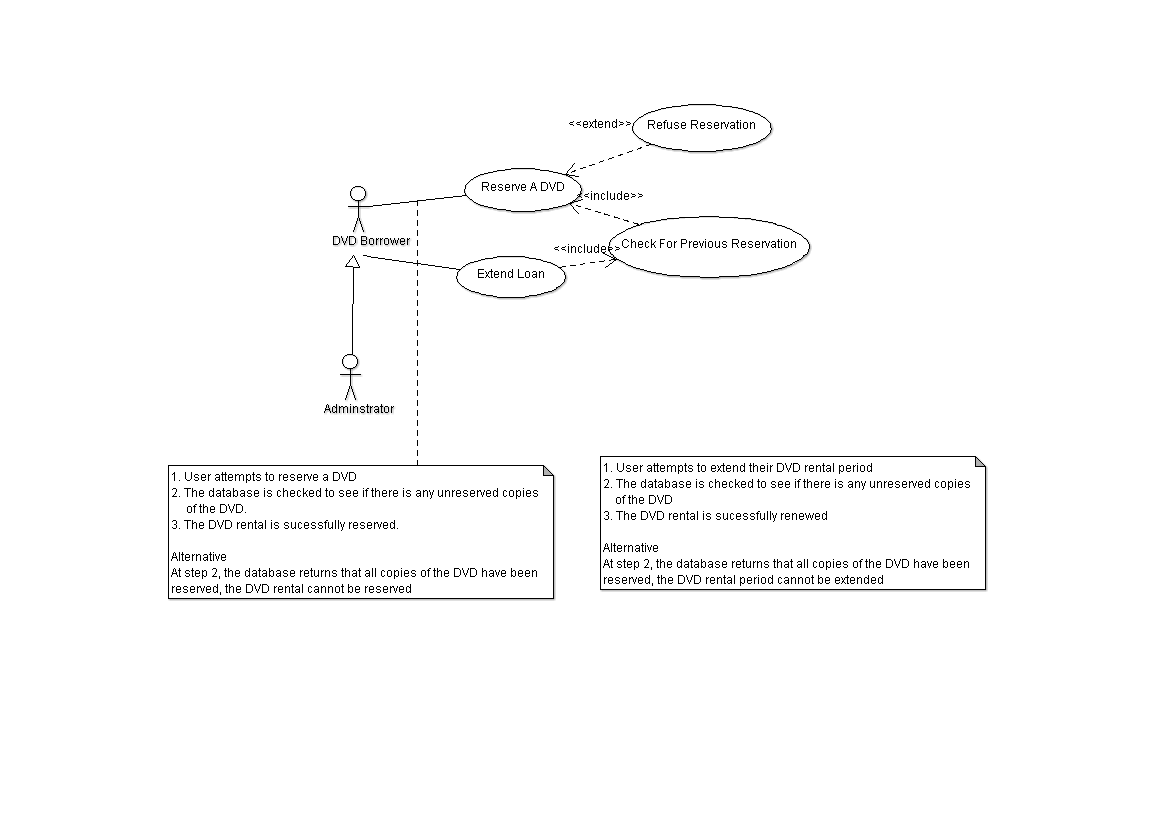 <<extend>>
Refuse Reservation
Reserve A DVD
<<include>>
DVD Borrower
<<include>>
Check For Previous Reservation
Extend Loan
Adminstrator
1. User attempts to reserve a DVD
2. The database is checked to see if there is any unreserved copies
of the DVD.
3. The DVD rental is sucessfully reserved.
Alternative
At step 2, the database returns that all copies of the DVD have been
reserved, the DVD rental cannot be reserved
1. User attempts to extend their DVD rental period
2. The database is checked to see if there is any unreserved copies
of the DVD
3. The DVD rental is sucessfully renewed
Alternative
At step 2, the database returns that all copies of the DVD have been
reserved, the DVD rental period cannot be extended